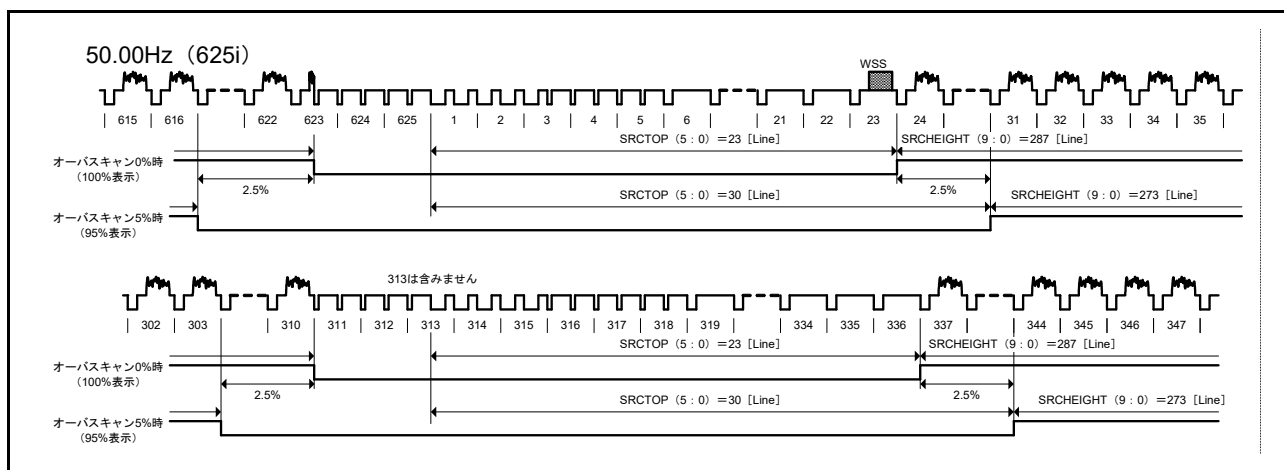 50.00Hz（625i）
WSS
615 616 622 623 624 625 1 2 3 4 5 6 21 22 23 24 31 32 33 34 35
SRCTOP（5：0）＝23［Line］
SRCHEIGHT（9：0）＝287［Line］
オーバスキャン0%時
（100%表示）
2.5%
2.5%
SRCTOP（5：0）＝30［Line］
SRCHEIGHT（9：0）＝273［Line］
オーバスキャン5%時
（95%表示）
313は含みません
302 303 310 311 312 313 314 315 316 317 318 319 334 335 336 337 344 345 346 347
SRCTOP（5：0）＝23［Line］
SRCHEIGHT（9：0）＝287［Line］
オーバスキャン0%時
（100%表示）
2.5%
2.5%
SRCTOP（5：0）＝30［Line］
SRCHEIGHT（9：0）＝273［Line］
オーバスキャン5%時
（95%表示）